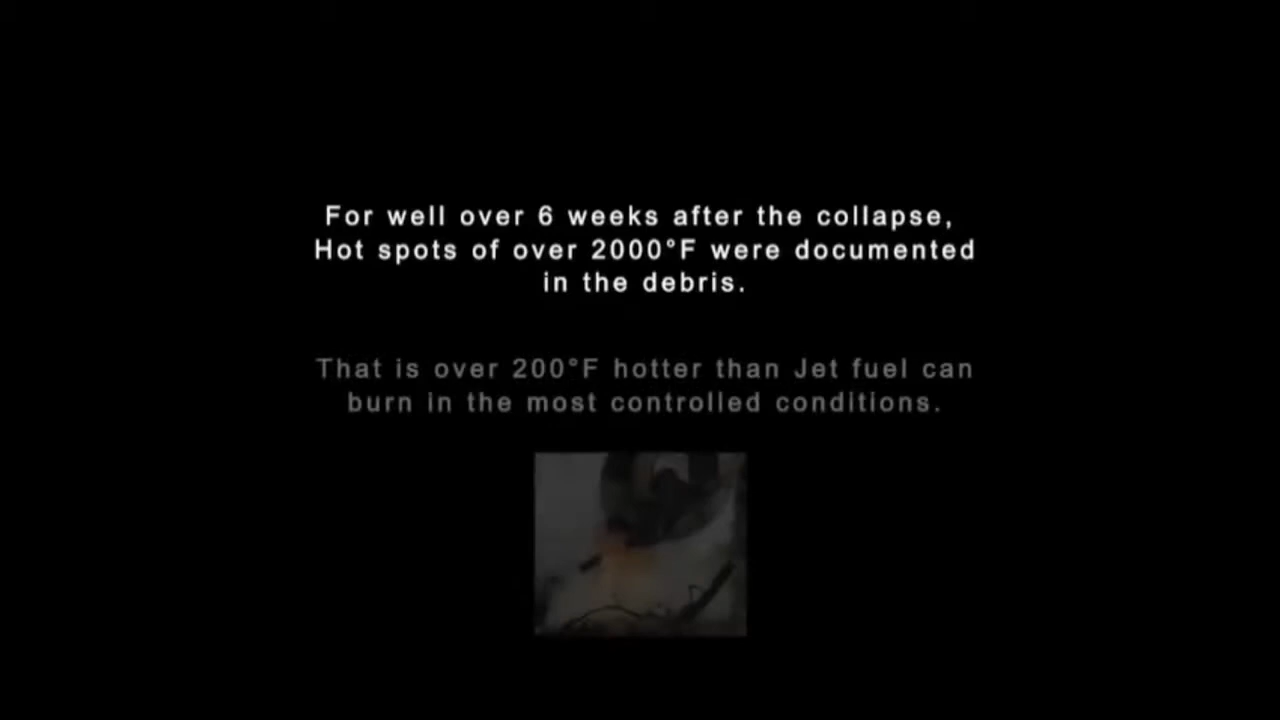 For well over 6 weeks after the collapse,
Hot spots of over 2000°F were documented
in the debris.
That is over 200°F hotter than Jet fuel can
burn in the most controlled conditions.